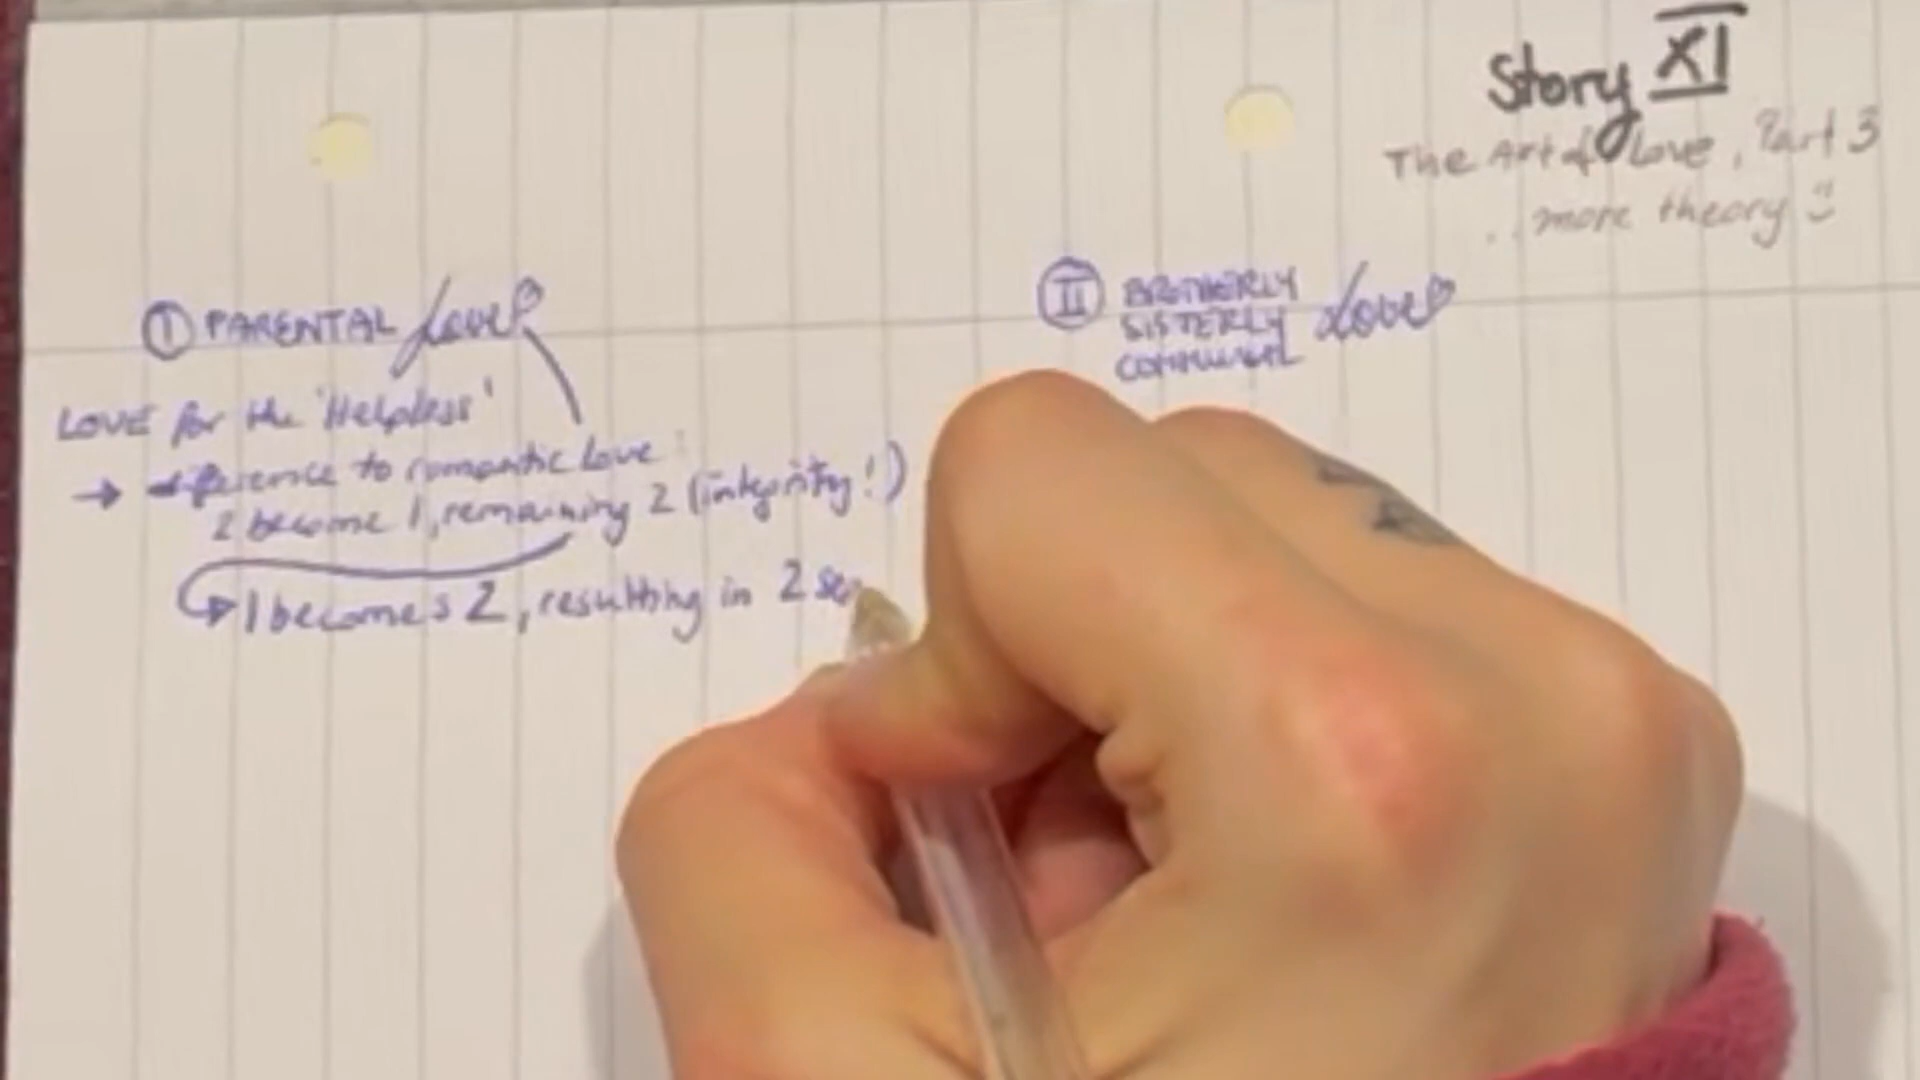 Story XI
The Art of Love, Part 3
...more theory
I PARENTAL Love
LOVE for the 'Helpless'
→ difference to romantic Love:
2 become 1, remaining 2 (integrity!)
1 becomes 2, resulting in 2 se
II BROTHERLY
SISTERLY Love
COMMUNAL